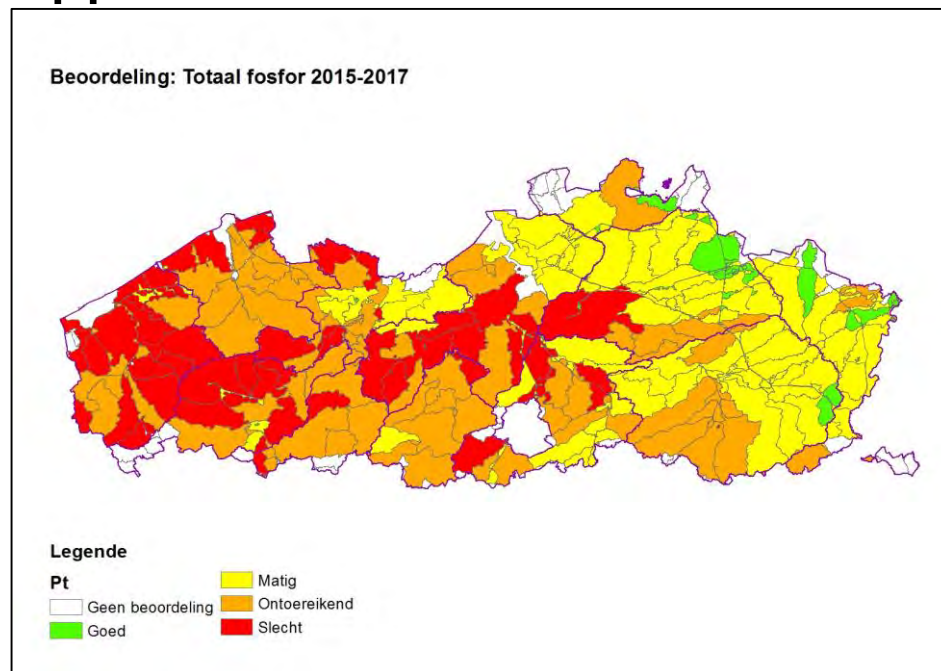 Beoordeling: Totaal fosfor 2015-2017
Legende
Pt
Geen beoordeling
Goed
Matig
Ontoereikend
Slecht